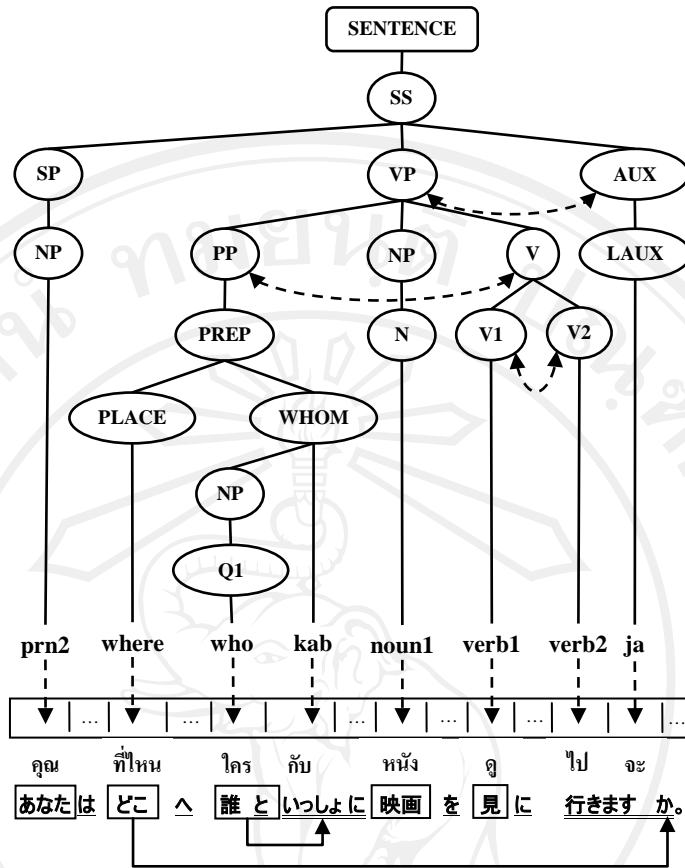 SENTENCE
SS
SP VP AUX
NP PP NP V LAUX
PREP N V1 V2
PLACE WHOM
NP
Q1
prn2 where who kab noun1 verb1 verb2 ja
... ... ... ... ... ... ...
คุณ ที่ไหน ใคร กับ หนัง ดู ไป จะ
あなた は どこ へ 誰 と いっしょに 映画 を 見 に 行きます か。